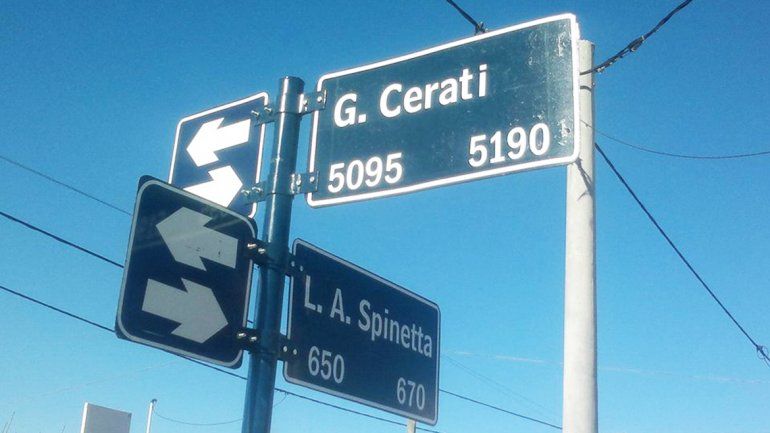 G. Cerati
5095 5190
L. A. Spinetta
650 670